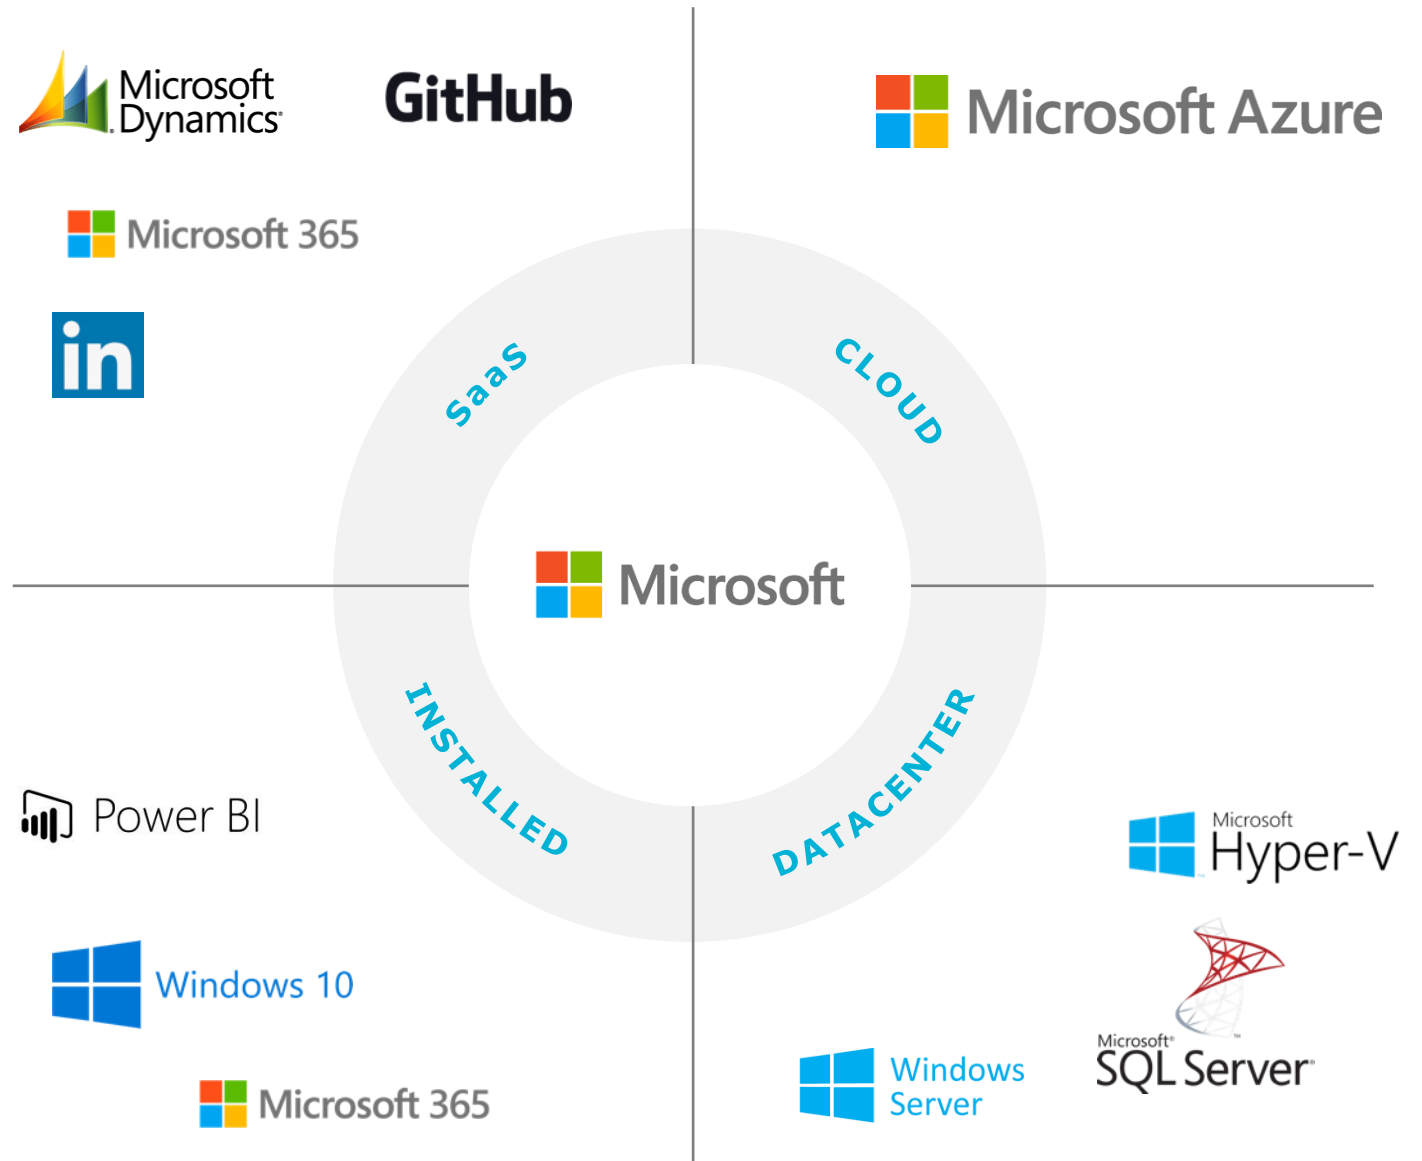 Microsoft
Dynamics
GitHub
Microsoft Azure
Microsoft 365
in
SaaS
CLOUD
Microsoft
INSTALLED
DATACENTER
Power BI
Microsoft
Hyper-V
Windows 10
Microsoft®
SQL Server
Windows
Server
Microsoft 365